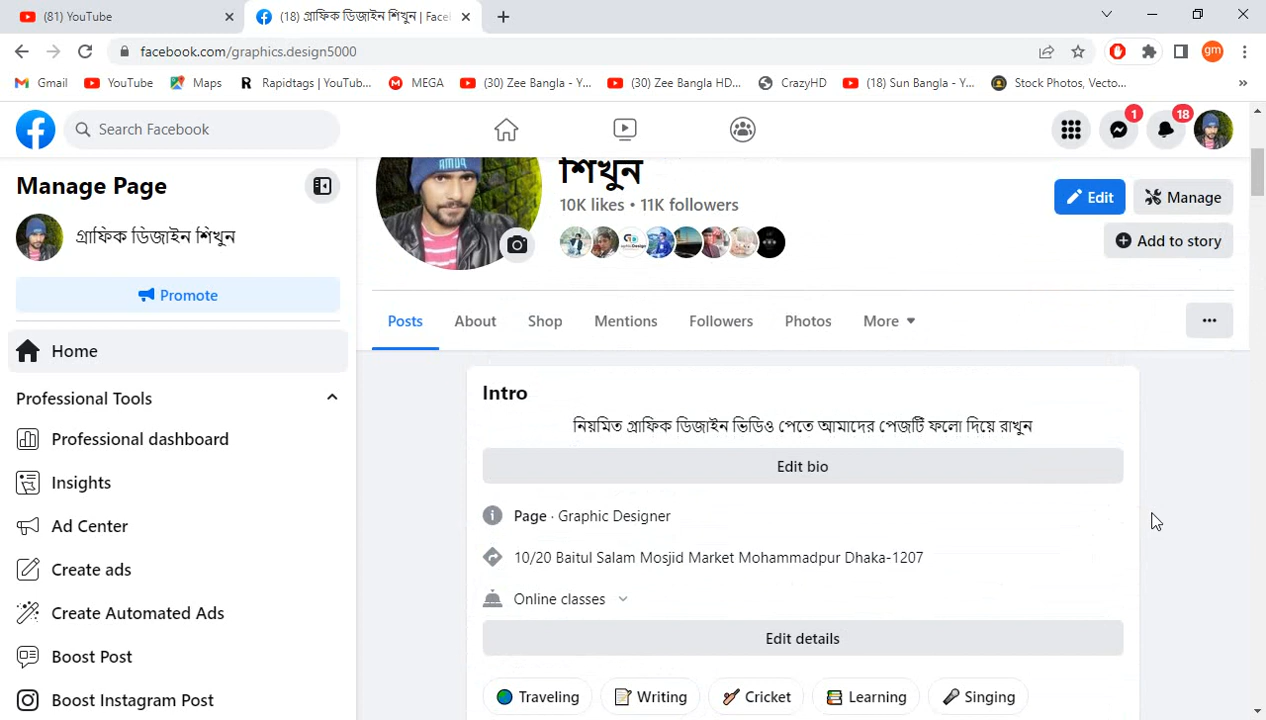 (81) YouTube
(18) গ্রাফিক ডিজাইন শিখুন | Face
facebook.com/graphics.design5000
gm
Gmail
YouTube
Maps
Rapidtags | YouTub...
MEGA
(30) Zee Bangla - Y...
(30) Zee Bangla HD...
CrazyHD
(18) Sun Bangla - Y...
Stock Photos, Vecto...
Search Facebook
1
18
Manage Page
গ্রাফিক ডিজাইন শিখুন
Promote
Home
Professional Tools
Professional dashboard
Insights
Ad Center
Create ads
Create Automated Ads
Boost Post
Boost Instagram Post
শিখুন
10K likes • 11K followers
Edit
Manage
Add to story
Posts
About
Shop
Mentions
Followers
Photos
More
Intro
নিয়মিত গ্রাফিক ডিজাইন ভিডিও পেতে আমাদের পেজটি ফলো দিয়ে রাখুন
Edit bio
Page · Graphic Designer
10/20 Baitul Salam Mosjid Market Mohammadpur Dhaka-1207
Online classes
Edit details
Traveling
Writing
Cricket
Learning
Singing